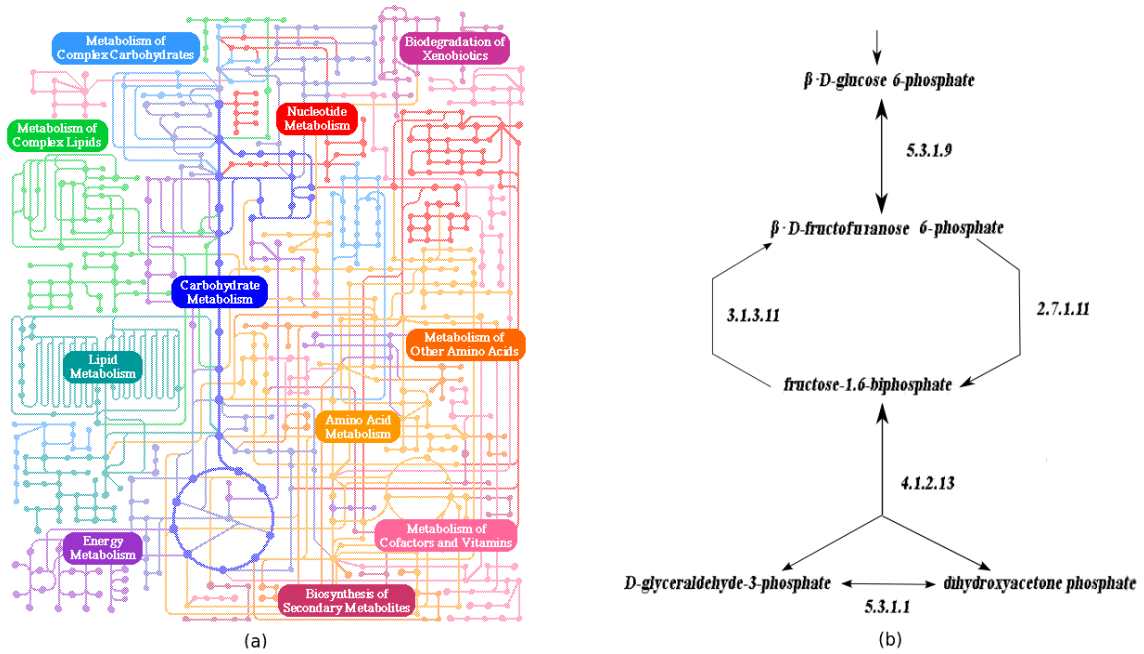 Metabolism of
Complex Carbohydrates
Biodegradation of
Xenobiotics
Nucleotide
Metabolism
Metabolism of
Complex Lipids
Carbohydrate
Metabolism
Metabolism of
Other Amino Acids
Lipid
Metabolism
Amino Acid
Metabolism
Metabolism of
Cofactors and Vitamins
Energy
Metabolism
Biosynthesis of
Secondary Metabolites
(a)
β·D-glucose 6-phosphate
5.3.1.9
β·D-fructofuranose 6-phosphate
3.1.3.11
2.7.1.11
fructose-1.6-biphosphate
4.1.2.13
D-glyceraldehyde-3-phosphate
dihydroxyacetone phosphate
5.3.1.1
(b)